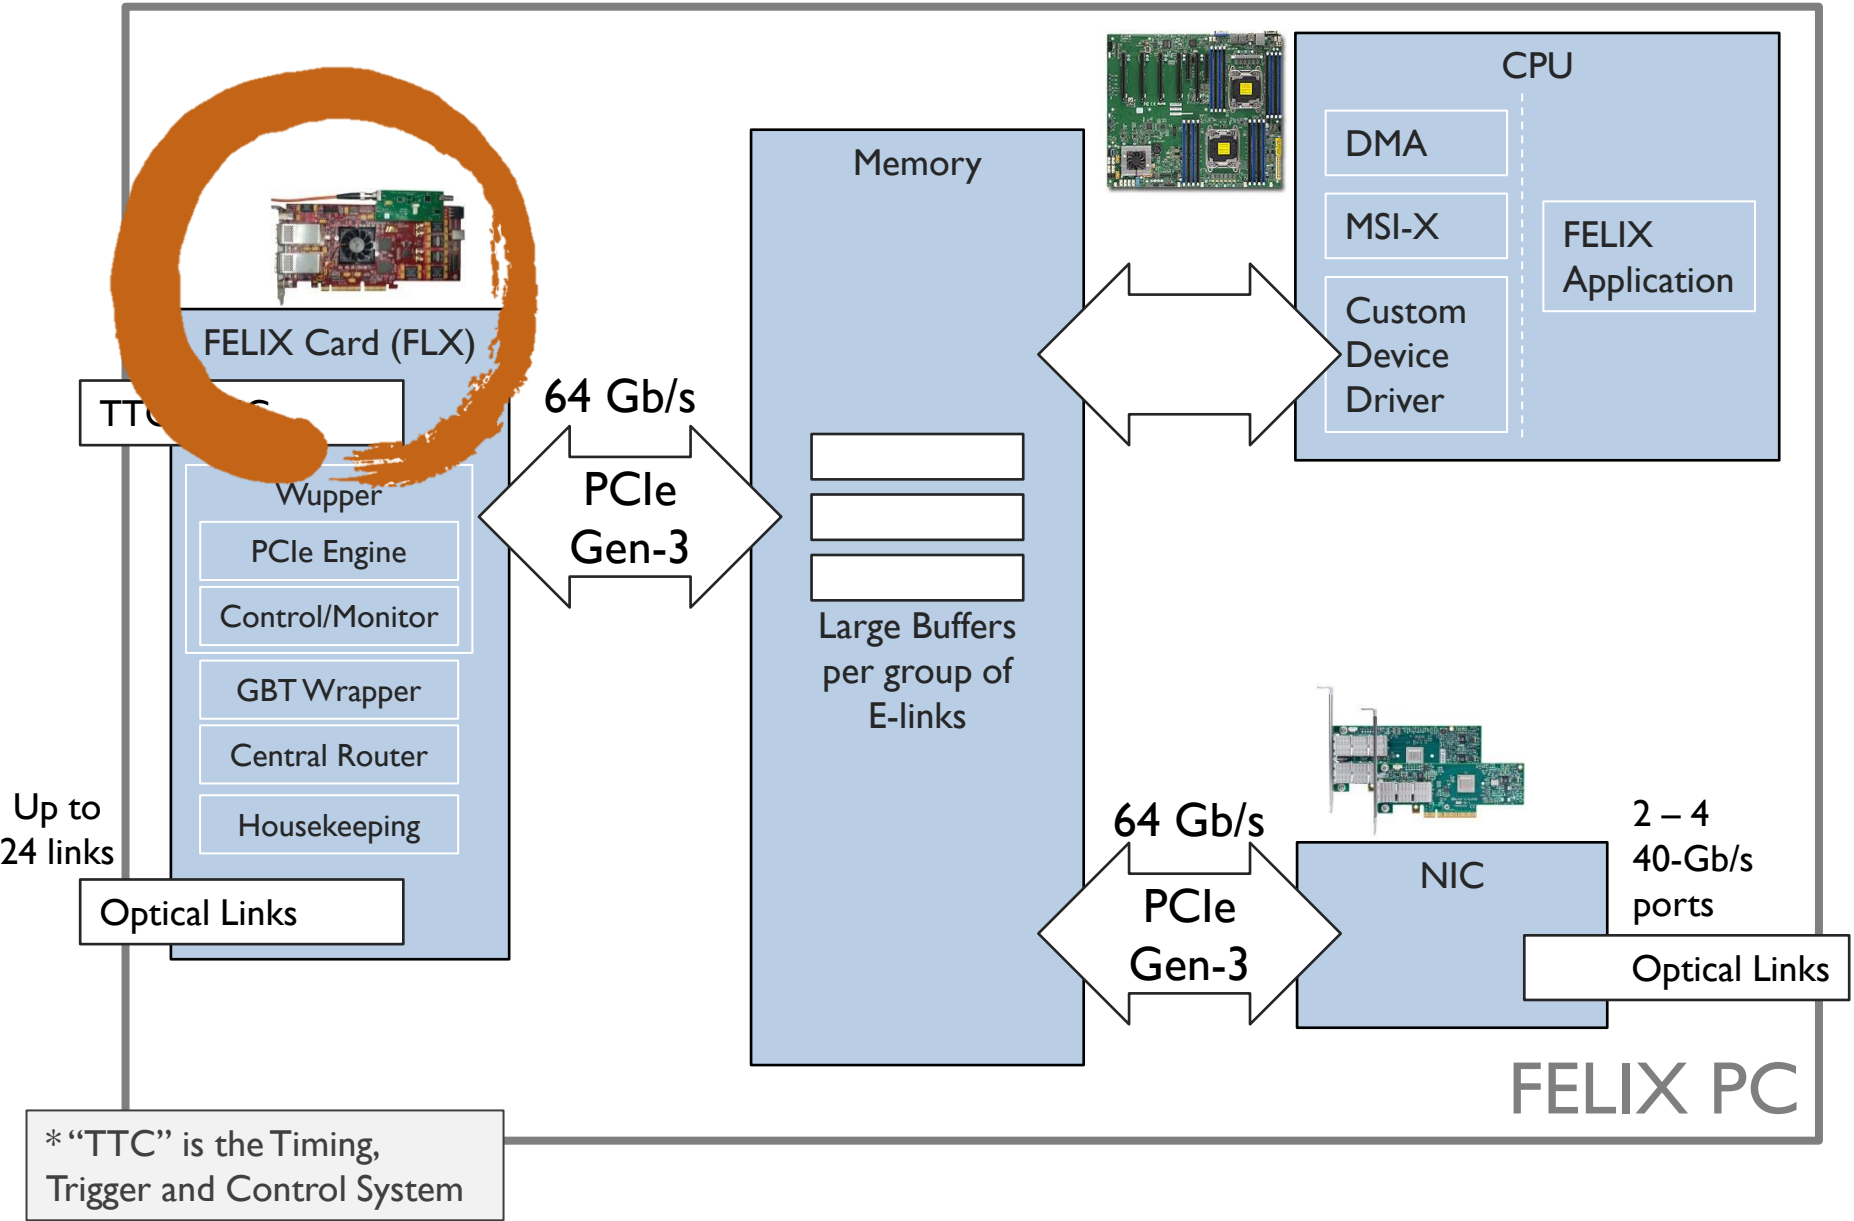 FELIX Card (FLX)
Wupper
PCIe Engine
Control/Monitor
GBT Wrapper
Central Router
Housekeeping
Up to
24 links
Optical Links
64 Gb/s
PCIe
Gen-3
Memory
Large Buffers
per group of
E-links
CPU
DMA
MSI-X
Custom
Device
Driver
FELIX
Application
64 Gb/s
PCIe
Gen-3
NIC
2 – 4
40-Gb/s
ports
Optical Links
FELIX PC
* “TTC” is the Timing,
Trigger and Control System